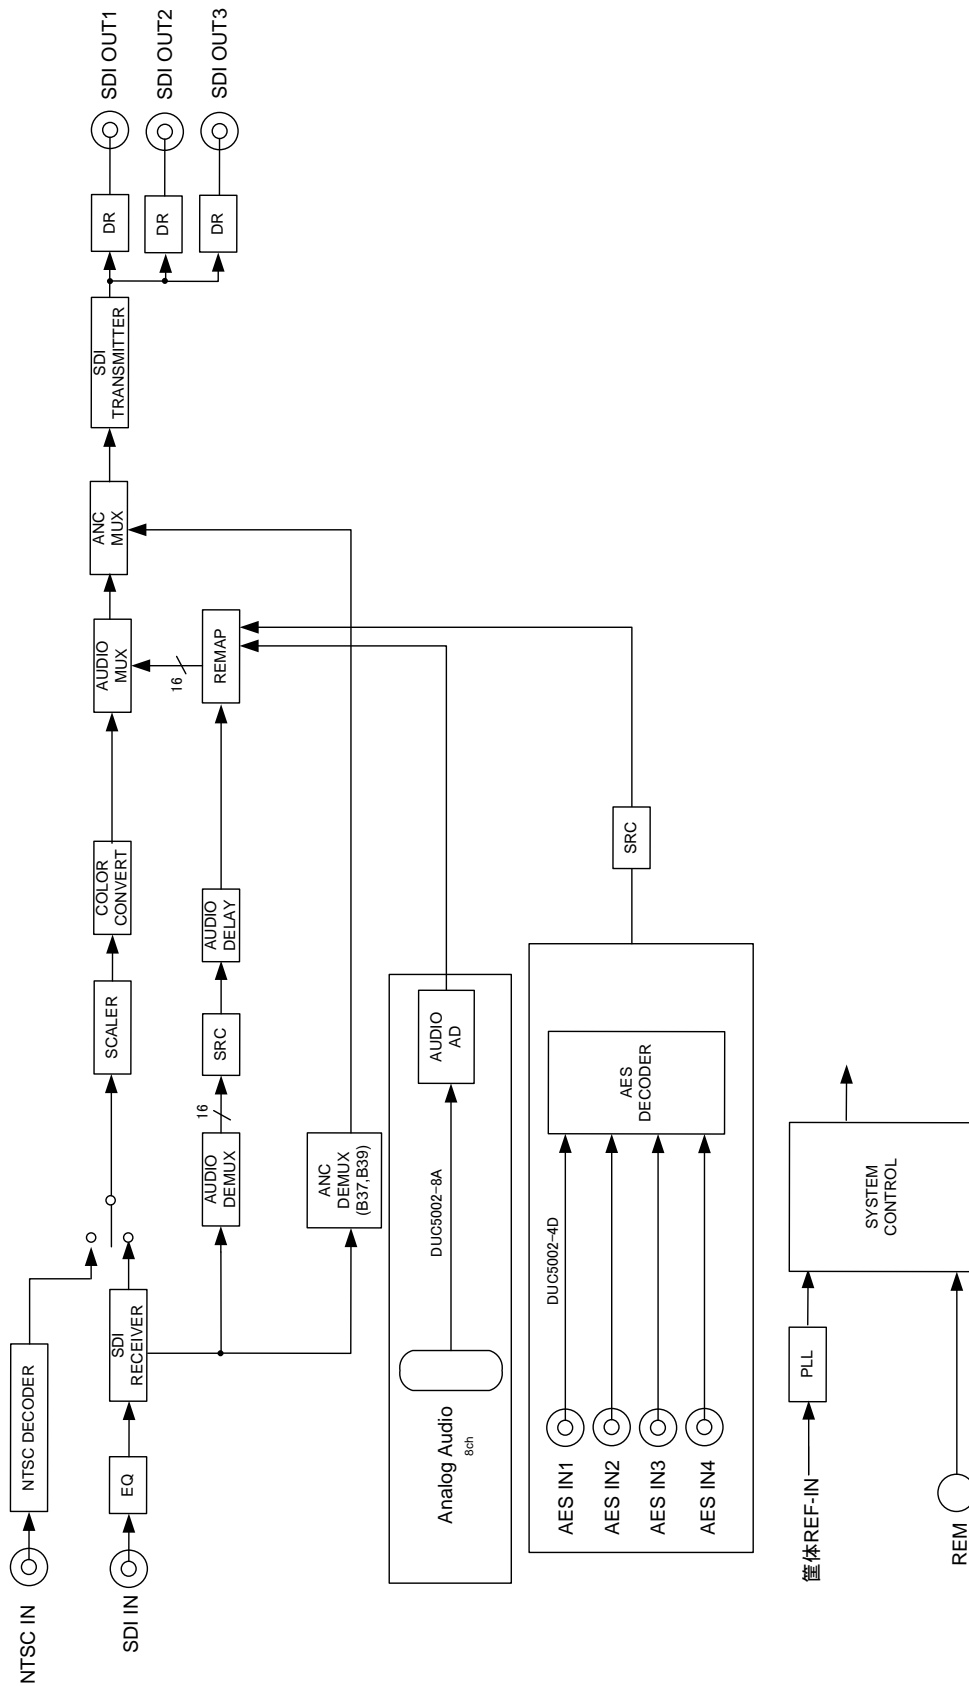 NTSC IN
NTSC DECODER
SDI IN
EQ
SDI
RECEIVER
SCALER
COLOR
CONVERT
AUDIO
MUX
ANC
MUX
SDI
TRANSMITTER
DR
SDI OUT1
DR
SDI OUT2
DR
SDI OUT3
AUDIO
DEMUX
16
SRC
AUDIO
DELAY
REMAP
16
ANC
DEMUX
(B37,B39)
Analog Audio
8ch
DUC5002-8A
AUDIO
AD
AES IN1
AES IN2
AES IN3
AES IN4
DUC5002-4D
AES
DECODER
SRC
筐体REF-IN
PLL
REM
SYSTEM
CONTROL